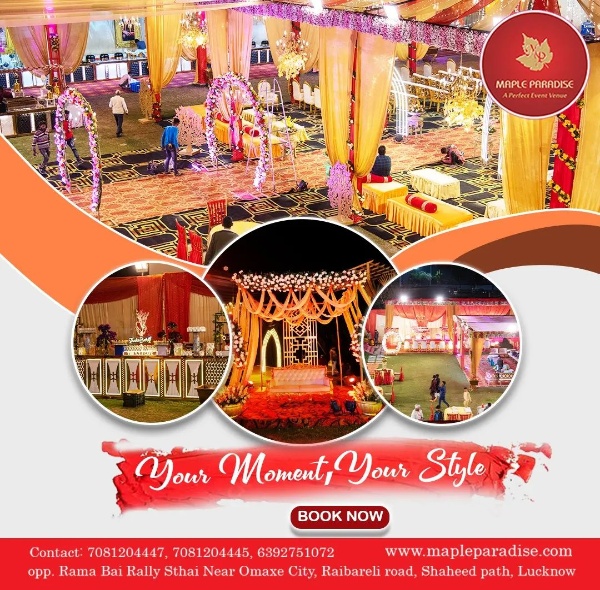 MAPLE PARADISE
A Perfect Event Venue
Your Moment, Your Style
BOOK NOW
Contact: 7081204447, 7081204445, 6392751072
www.mapleparadise.com
opp. Rama Bai Rally Sthai Near Omaxe City, Raibareli road, Shaheed path, Lucknow